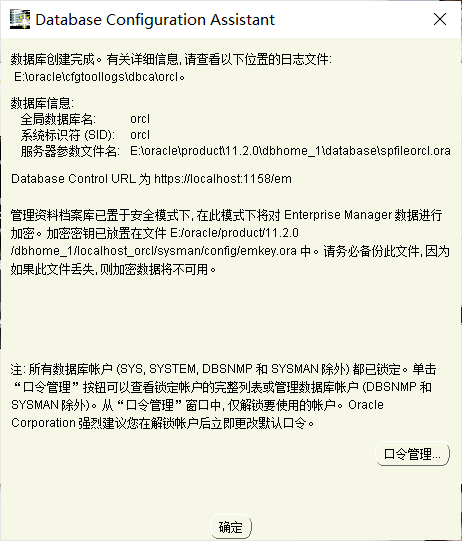 Database Configuration Assistant
数据库创建完成。有关详细信息, 请查看以下位置的日志文件:
E:\oracle\cfgtoollogs\dbca\orcl。
数据库信息:
全局数据库名: orcl
系统标识符 (SID): orcl
服务器参数文件名: E:\oracle\product\11.2.0\dbhome_1\database\spfileorcl.ora
Database Control URL 为 https://localhost:1158/em
管理资料档案库已置于安全模式下, 在此模式下将对 Enterprise Manager 数据进行
加密。加密密钥已放置在文件 E:/oracle/product/11.2.0
/dbhome_1/localhost_orcl/sysman/config/emkey.ora 中。请务必备份此文件, 因为
如果此文件丢失, 则加密数据将不可用。
注: 所有数据库帐户 (SYS, SYSTEM, DBSNMP 和 SYSMAN 除外) 都已锁定。单击
“口令管理”按钮可以查看锁定帐户的完整列表或管理数据库帐户 (DBSNMP 和
SYSMAN 除外)。从“口令管理”窗口中, 仅解锁要使用的帐户。Oracle
Corporation 强烈建议您在解锁帐户后立即更改默认口令。
口令管理...
确定